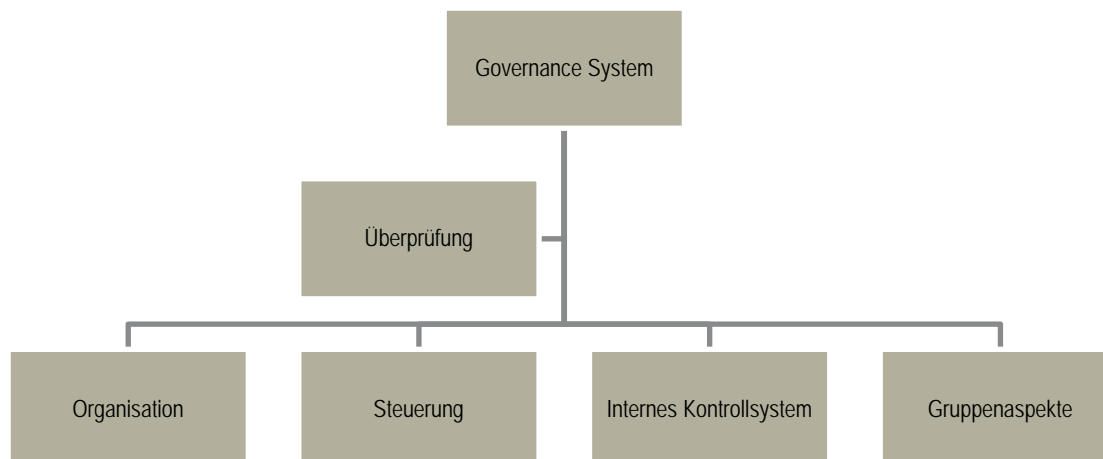 Governance System
Überprüfung
Organisation
Steuerung
Internes Kontrollsystem
Gruppenaspekte